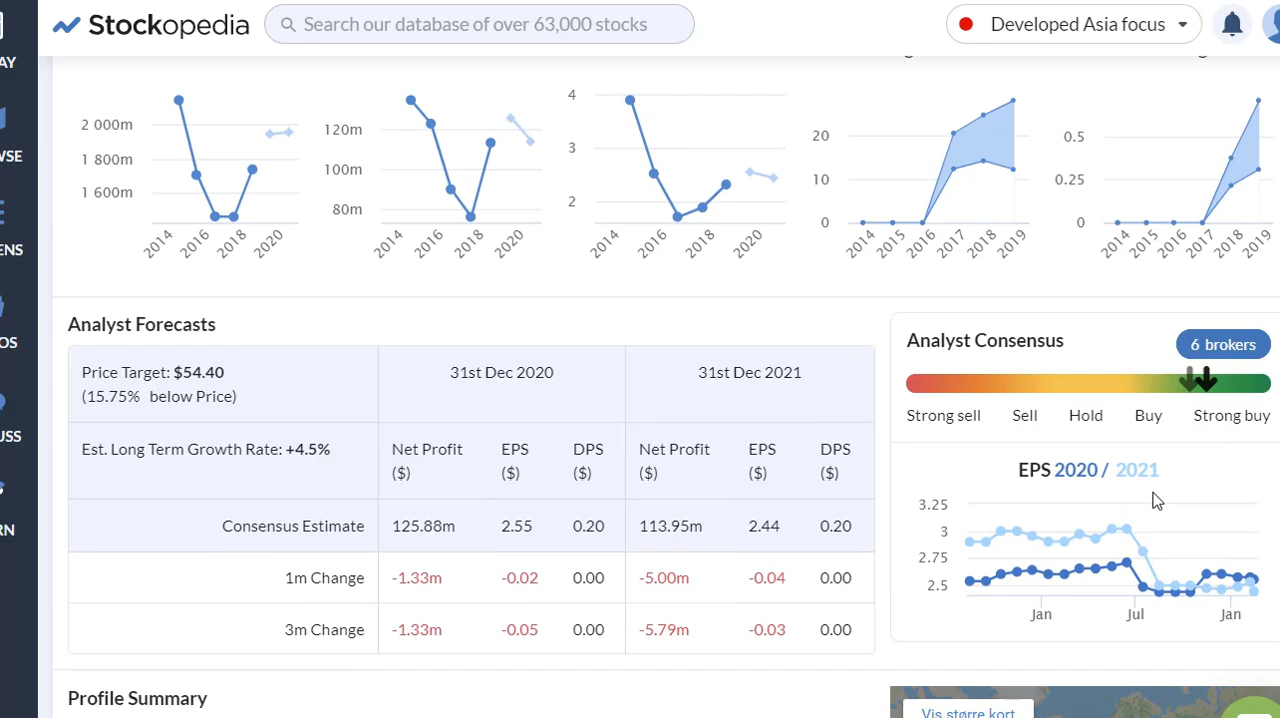 Stockopedia
Search our database of over 63,000 stocks
Developed Asia focus
AY
WSE
ENS
OS
USS
RN
2 000m
1 800m
1 600m
2014
2016
2018
2020
120m
100m
80m
2014
2016
2018
2020
4
3
2
2014
2016
2018
2020
20
10
0
2014
2015
2016
2017
2018
2019
0.5
0.25
0
2014
2015
2016
2017
2018
2019
Analyst Forecasts
Price Target: $54.40
(15.75% below Price)
31st Dec 2020
31st Dec 2021
Est. Long Term Growth Rate: +4.5%
Net Profit ($)
EPS ($)
DPS ($)
Net Profit ($)
EPS ($)
DPS ($)
Consensus Estimate 125.88m 2.55 0.20 113.95m 2.44 0.20
1m Change -1.33m -0.02 0.00 -5.00m -0.04 0.00
3m Change -1.33m -0.05 0.00 -5.79m -0.03 0.00
Analyst Consensus
6 brokers
Strong sell Sell Hold Buy Strong buy
EPS 2020 / 2021
3.25
3
2.75
2.5
Jan Jul Jan
Profile Summary
Vis større kort